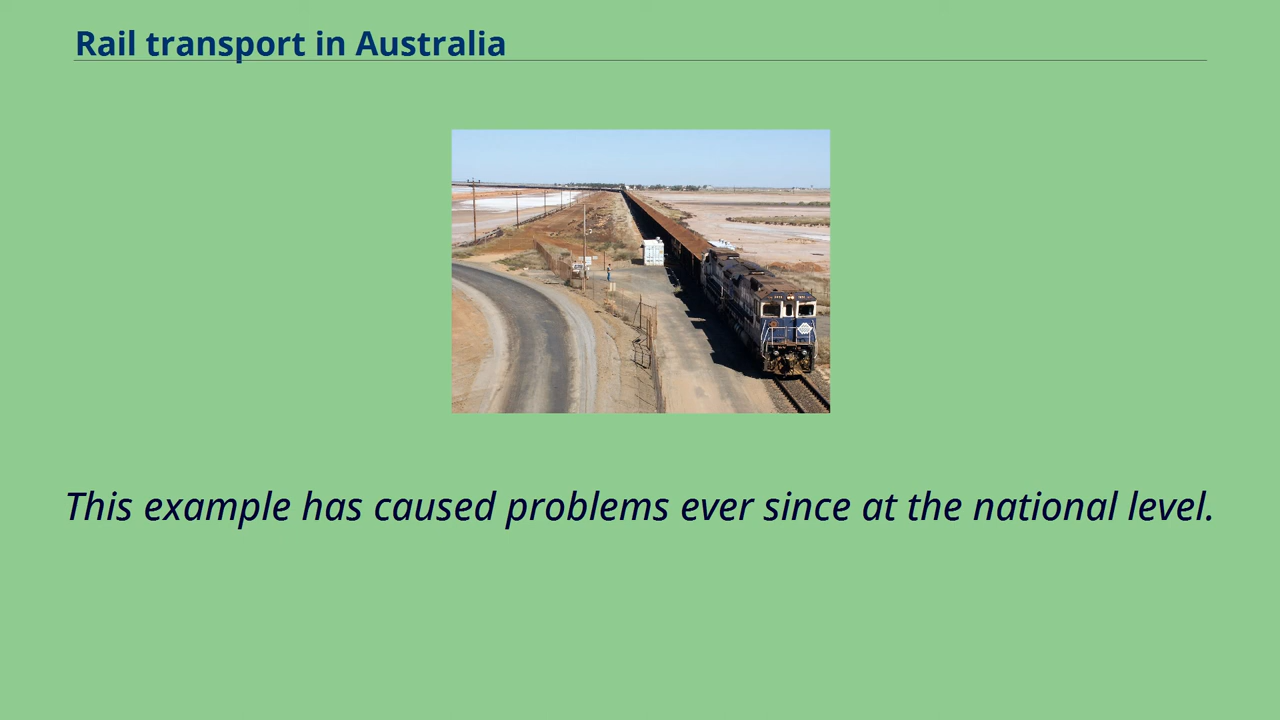 Rail transport in Australia
This example has caused problems ever since at the national level.